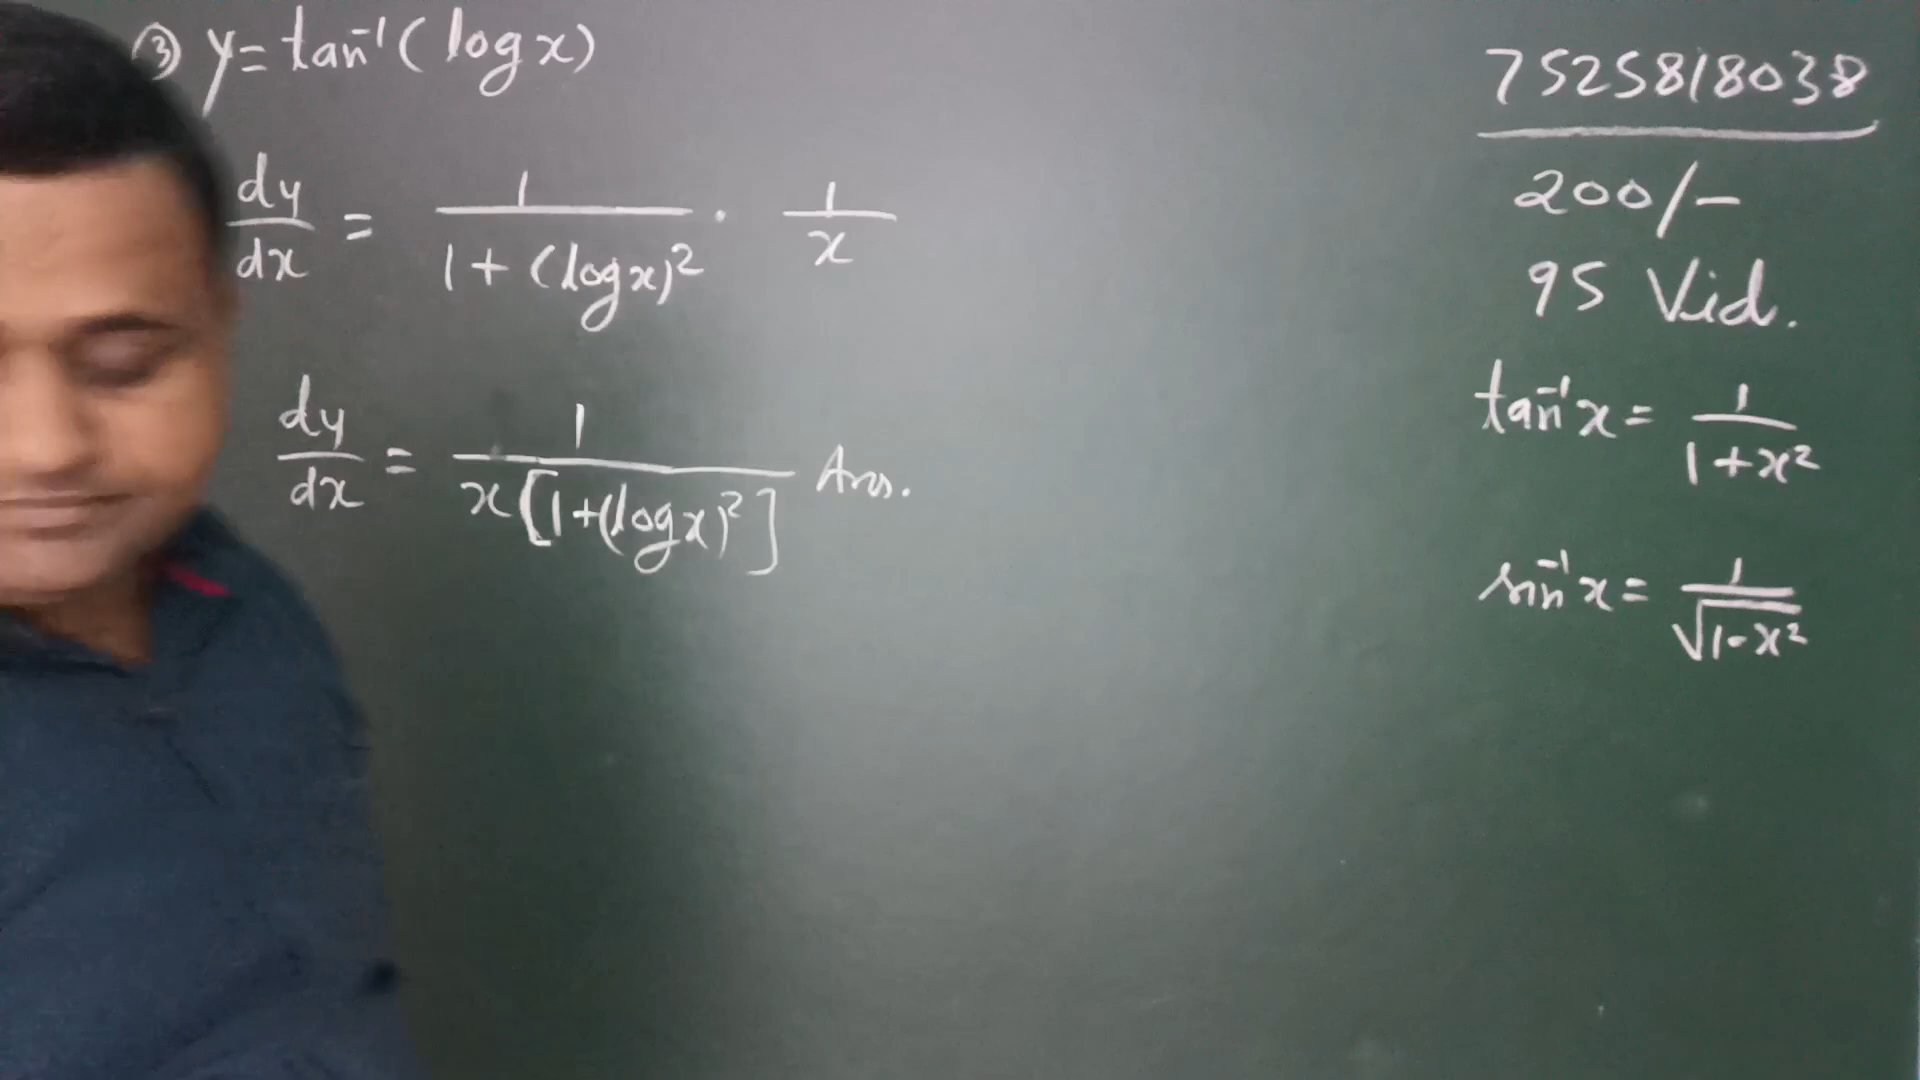 ③ y = tan⁻¹ ( log x )
dy/dx = 1/(1 + (log x)²) · 1/x
dy/dx = 1/(x[1+(log x)²]) Ans.
7525818038
200/-
95 Vid.
tan⁻¹x = 1/(1+x²)
sin⁻¹x = 1/√(1-x²)